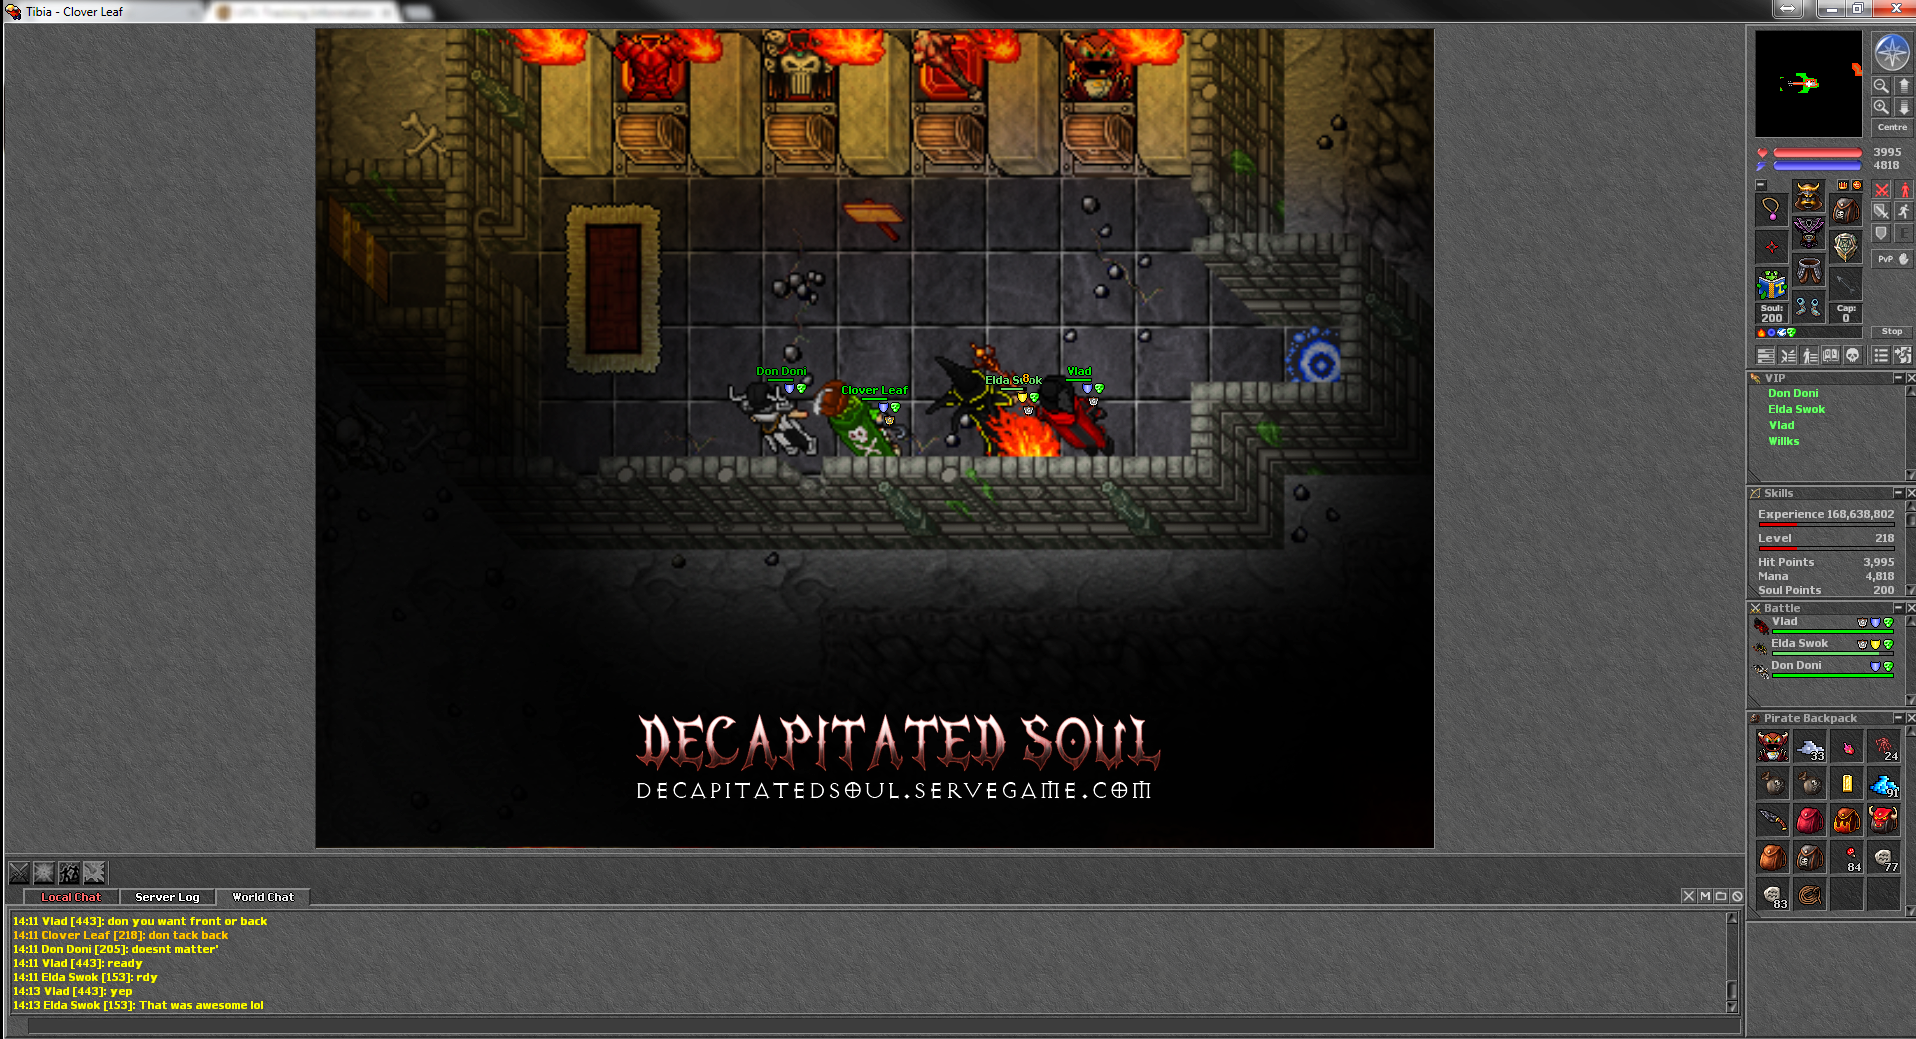 Tibia - Clover Leaf
Don Doni
Clover Leaf
Elda Swok
8
Vlad
DECAPITATED SOUL
DECAPITATEDSOUL.SERVEGAME.COM
Centre
3995
4818
PvP
Soul:
200
Cap:
0
Stop
VIP
Don Doni
Elda Swok
Vlad
Willks
Skills
Experience 168,638,802
Level 218
Hit Points 3,995
Mana 4,818
Soul Points 200
Battle
Vlad
Elda Swok
Don Doni
Pirate Backpack
33
24
91
84
77
83
Local Chat
Server Log
World Chat
14:11 Vlad [443]: don you want front or back
14:11 Clover Leaf [218]: don tack back
14:11 Don Doni [205]: doesnt matter'
14:11 Vlad [443]: ready
14:11 Elda Swok [153]: rdy
14:13 Vlad [443]: yep
14:13 Elda Swok [153]: That was awesome lol